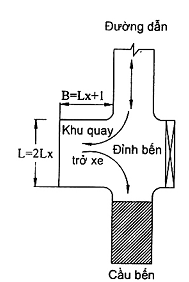 Đường dẫn
B=Lx+1
Khu quay
Đỉnh bến
L=2Lx
trở xe
Cầu bến